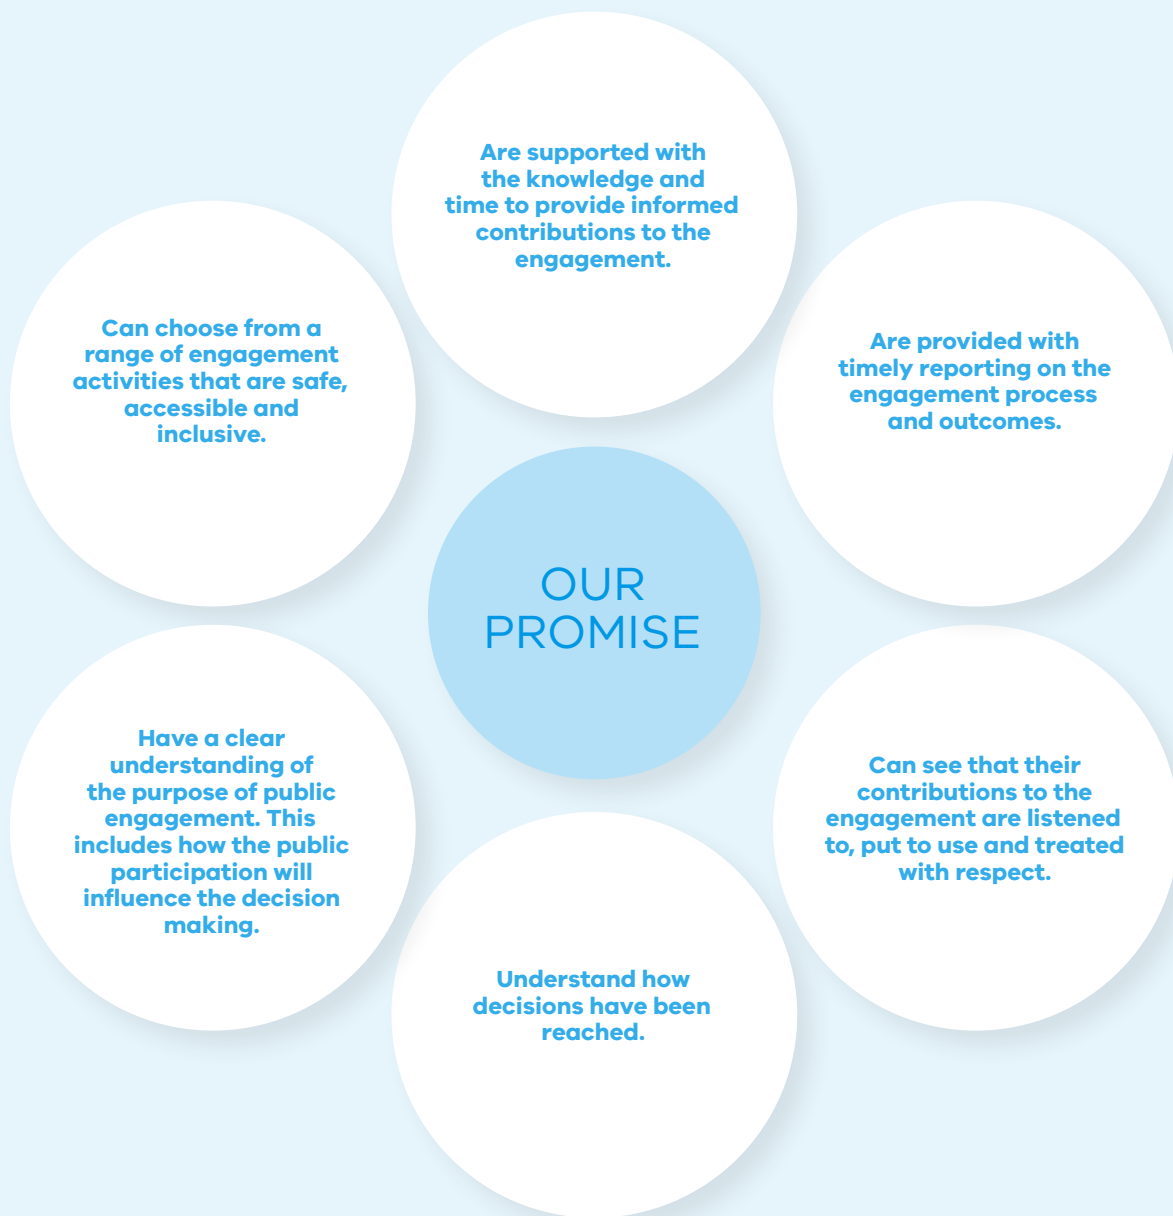 Are supported with
the knowledge and
time to provide informed
contributions to the
engagement.
Can choose from a
range of engagement
activities that are safe,
accessible and
inclusive.
Are provided with
timely reporting on the
engagement process
and outcomes.
OUR
PROMISE
Have a clear
understanding of
the purpose of public
engagement. This
includes how the public
participation will
influence the decision
making.
Can see that their
contributions to the
engagement are listened
to, put to use and treated
with respect.
Understand how
decisions have been
reached.